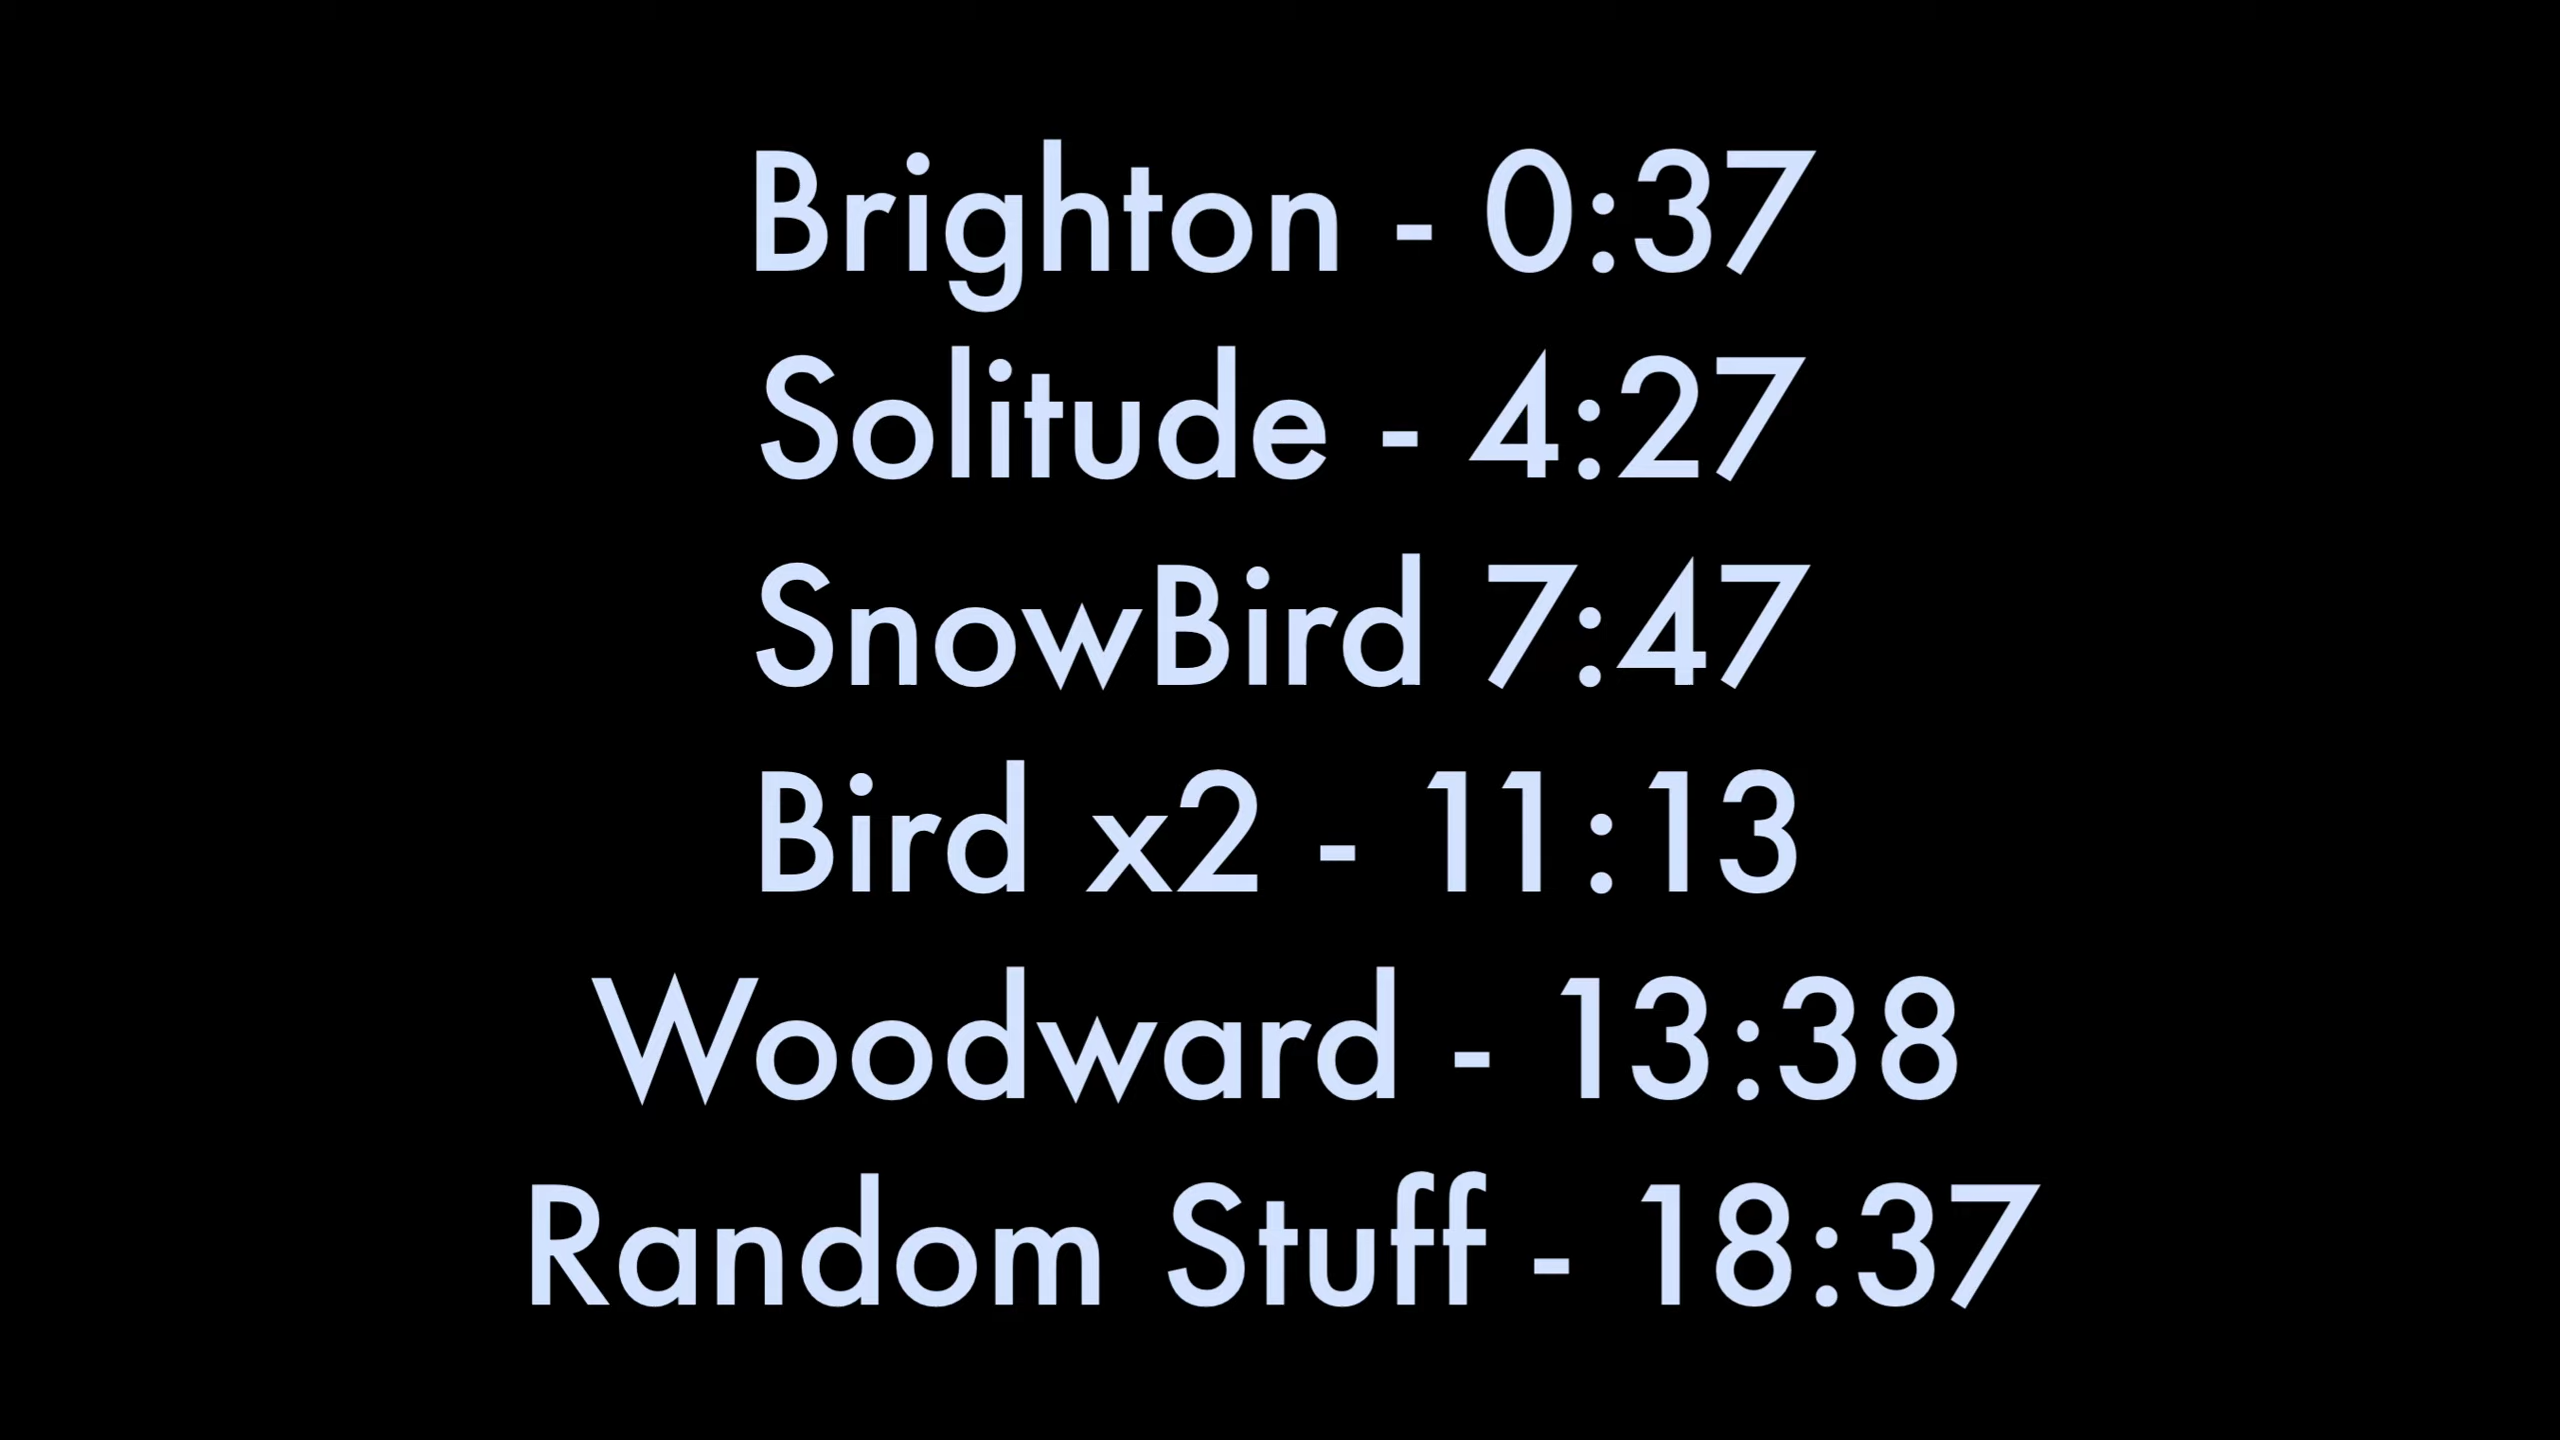 Brighton - 0:37
Solitude - 4:27
SnowBird 7:47
Bird x2 - 11:13
Woodward - 13:38
Random Stuff - 18:37